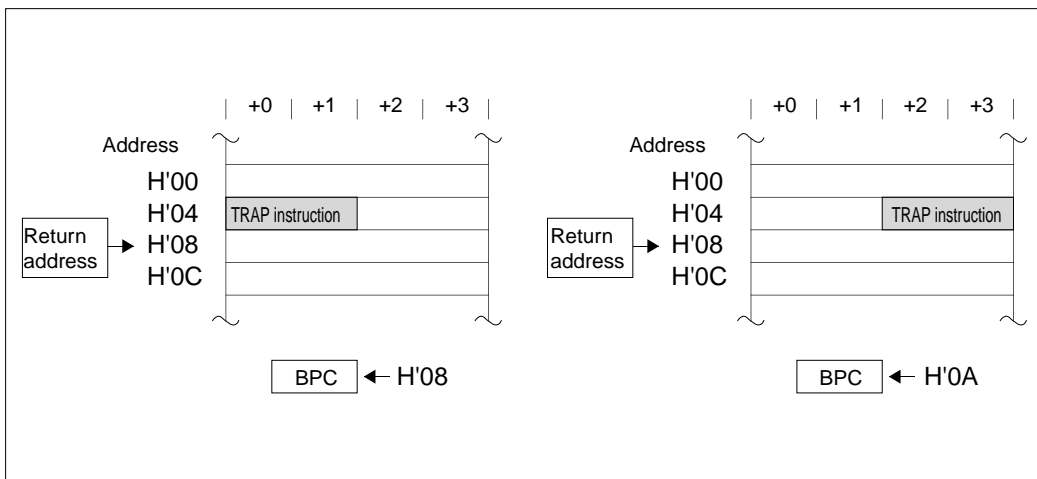 | +0 | +1 | +2 | +3 |
Address
H'00
H'04
TRAP instruction
Return
address
H'08
H'0C
BPC
H'08
| +0 | +1 | +2 | +3 |
Address
H'00
H'04
TRAP instruction
Return
address
H'08
H'0C
BPC
H'0A